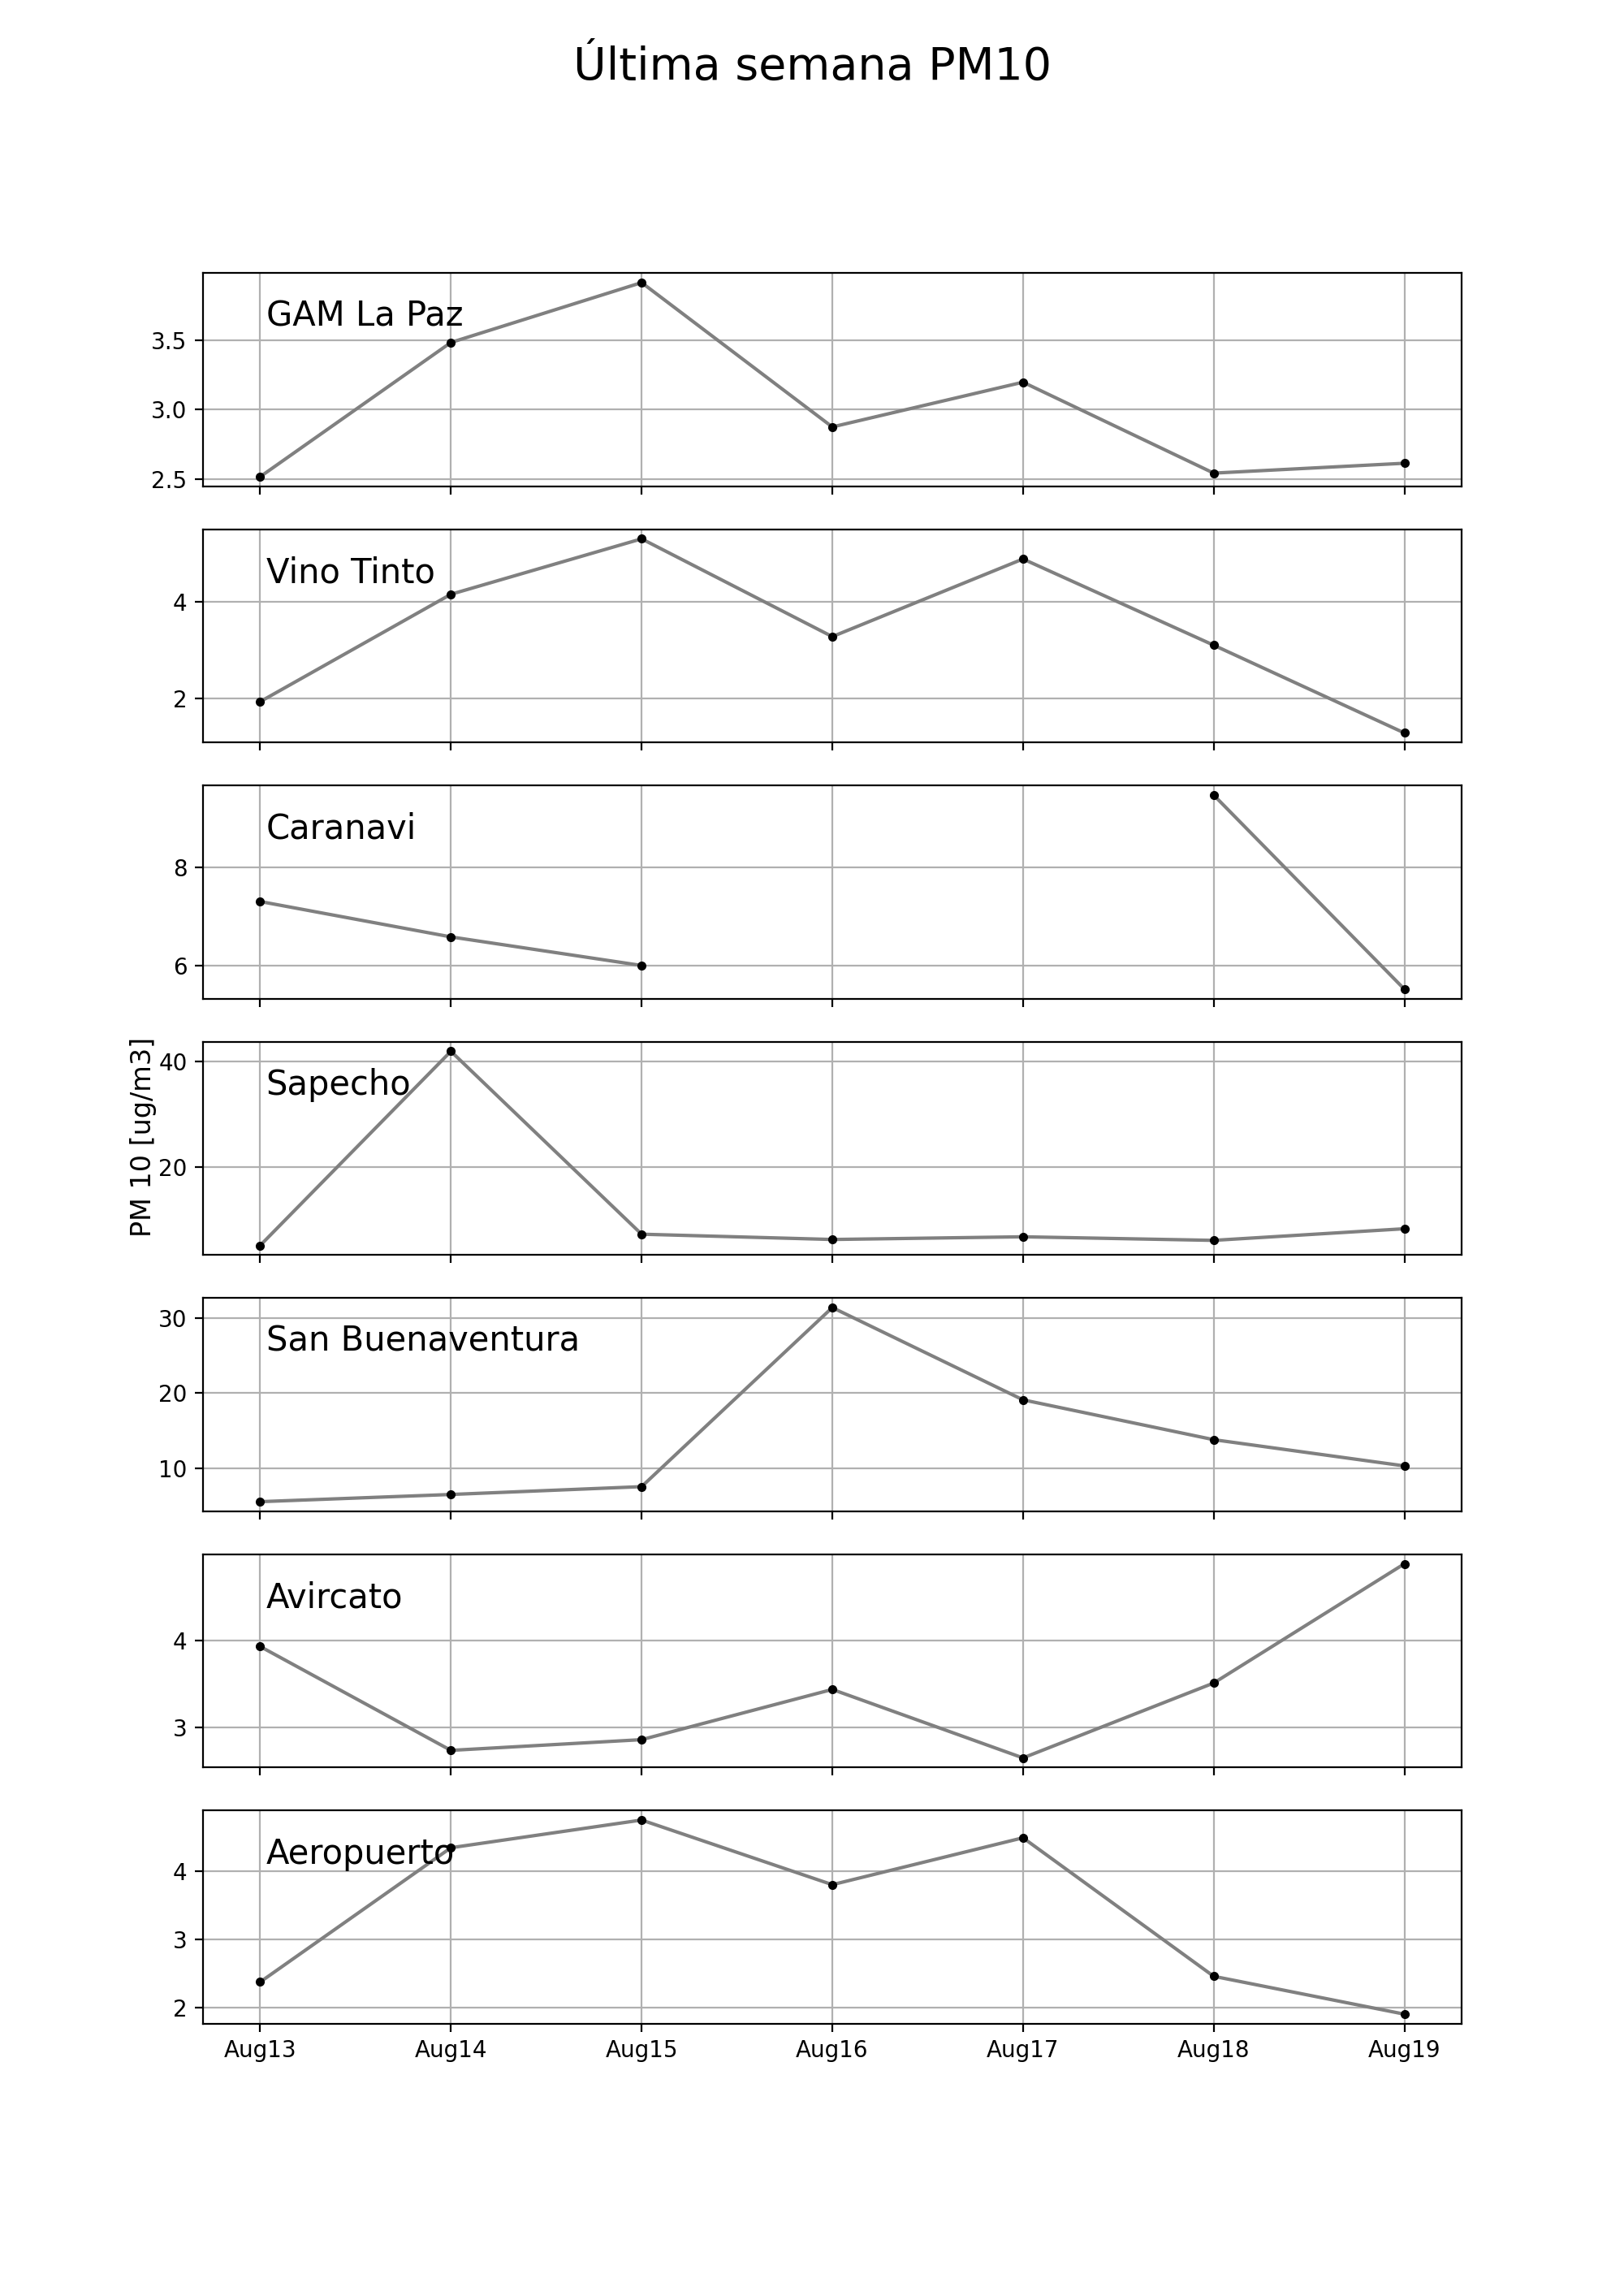 Última semana PM10
GAM La Paz
3.5
3.0
2.5
Vino Tinto
4
2
Caranavi
8
6
PM 10 [ug/m3]
Sapecho
40
20
San Buenaventura
30
20
10
Avircato
4
3
Aeropuerto
4
3
2
Aug13 Aug14 Aug15 Aug16 Aug17 Aug18 Aug19